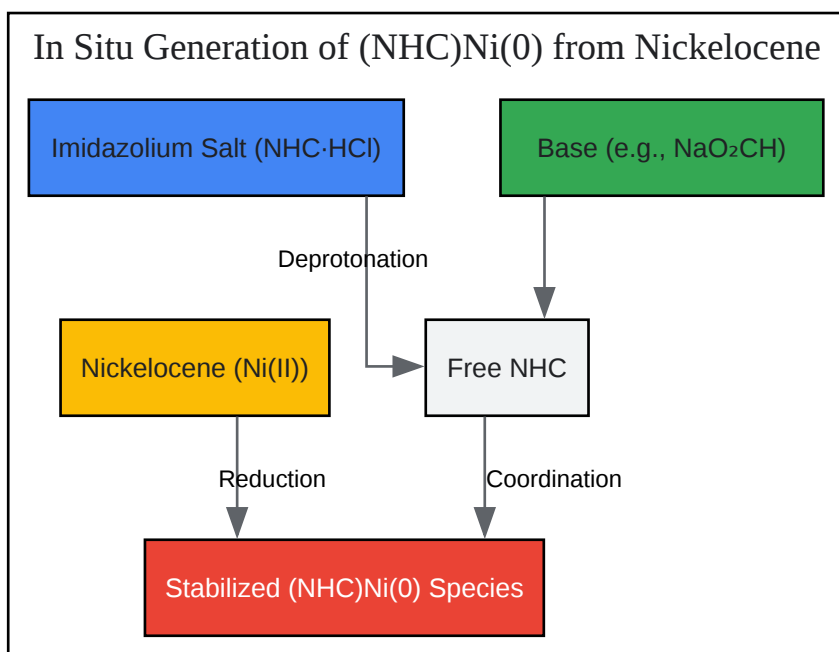 In Situ Generation of (NHC)Ni(0) from Nickelocene
Imidazolium Salt (NHC·HCl)
Base (e.g., NaO₂CH)
Deprotonation
Nickelocene (Ni(II))
Free NHC
Reduction
Coordination
Stabilized (NHC)Ni(0) Species